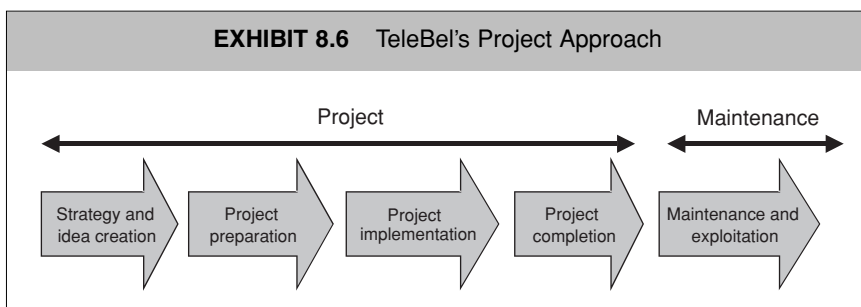 EXHIBIT 8.6 TeleBel's Project Approach
Project
Maintenance
Strategy and
idea creation
Project
preparation
Project
implementation
Project
completion
Maintenance and
exploitation